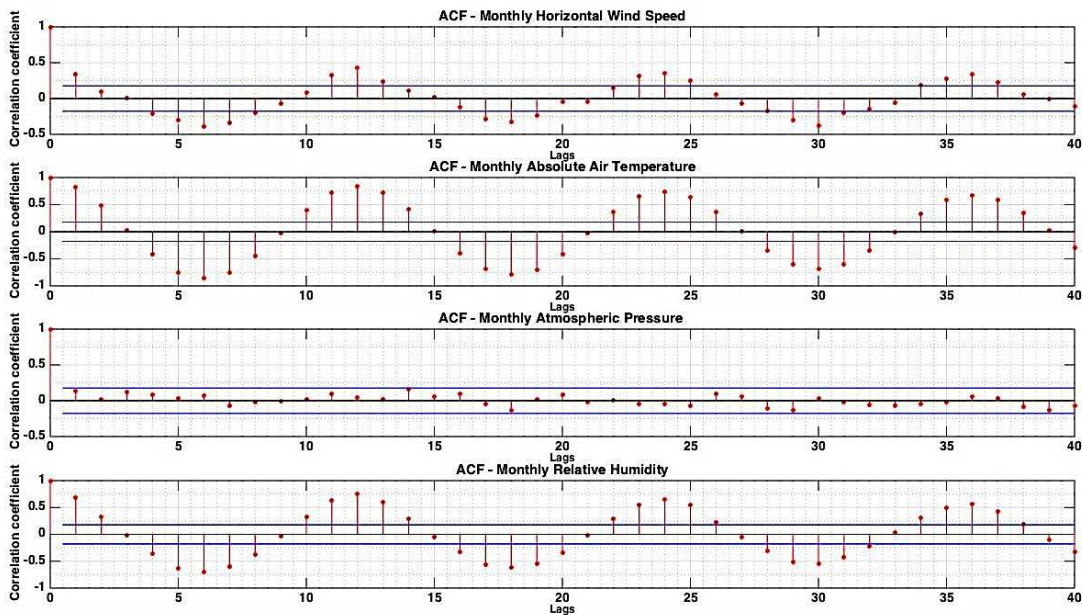 ACF - Monthly Horizontal Wind Speed
Correlation coefficient
1
0.5
0
-0.5
0 5 10 15 20 25 30 35 40
Lags
ACF - Monthly Absolute Air Temperature
Correlation coefficient
1
0.5
0
-0.5
-1
0 5 10 15 20 25 30 35 40
Lags
ACF - Monthly Atmospheric Pressure
Correlation coefficient
1
0.5
0
-0.5
0 5 10 15 20 25 30 35 40
Lags
ACF - Monthly Relative Humidity
Correlation coefficient
1
0.5
0
-0.5
-1
0 5 10 15 20 25 30 35 40
Lags